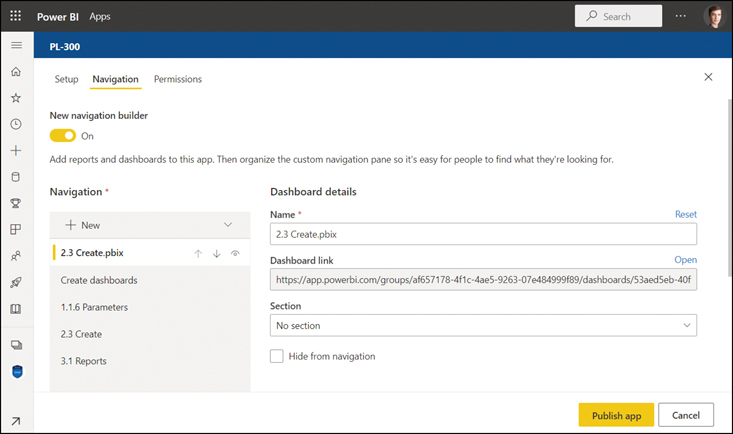 Power BI Apps Search
PL-300
Setup Navigation Permissions
New navigation builder
On
Add reports and dashboards to this app. Then organize the custom navigation pane so it's easy for people to find what they're looking for.
Navigation *
New
2.3 Create.pbix
Create dashboards
1.1.6 Parameters
2.3 Create
3.1 Reports
Dashboard details
Name * Reset
2.3 Create.pbix
Dashboard link Open
https://app.powerbi.com/groups/af657178-4f1c-4ae5-9263-07e484999f89/dashboards/53aed5eb-40f
Section
No section
Hide from navigation
Publish app Cancel